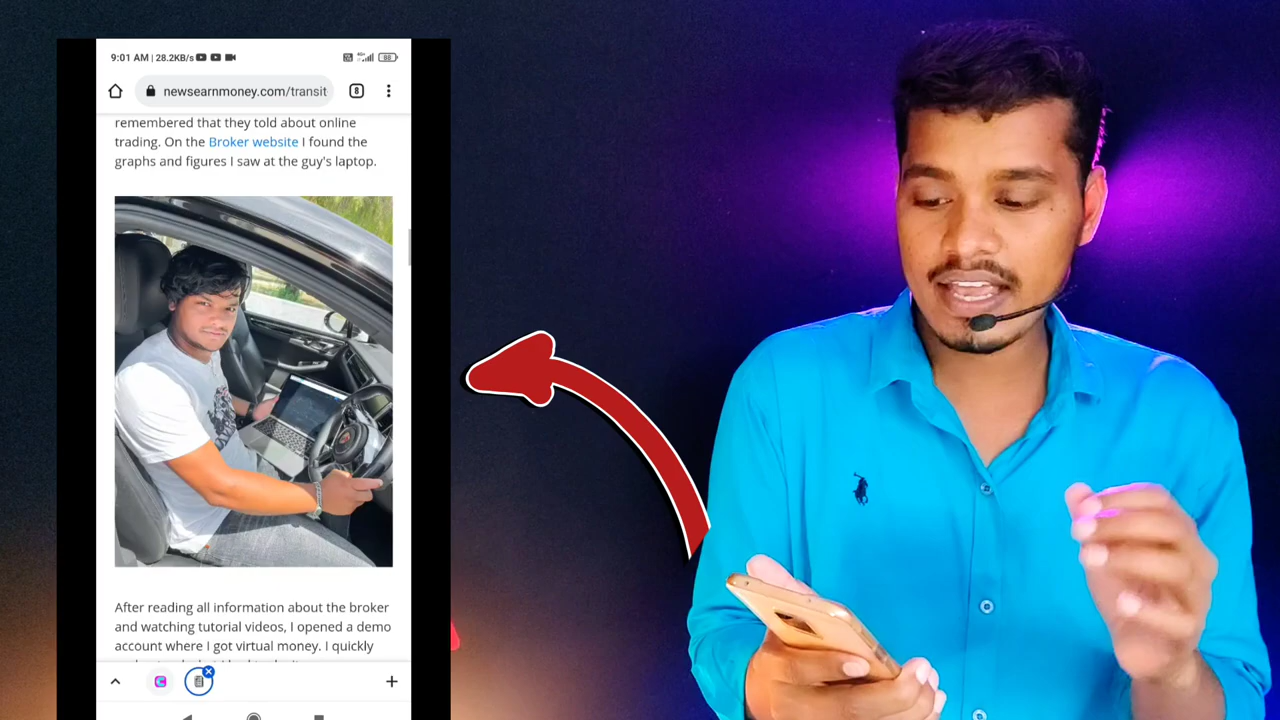 9:01 AM | 28.2KB/s
88
newsearnmoney.com/transit
8
remembered that they told about online
trading. On the Broker website I found the
graphs and figures I saw at the guy's laptop.
After reading all information about the broker
and watching tutorial videos, I opened a demo
account where I got virtual money. I quickly